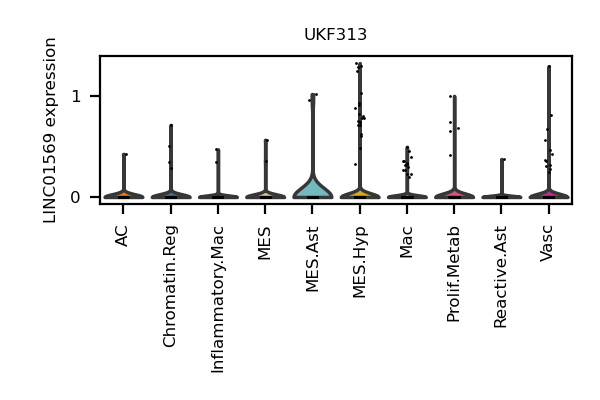 UKF313
LINC01569 expression
1
0
AC
Chromatin.Reg
Inflammatory.Mac
MES
MES.Ast
MES.Hyp
Mac
Prolif.Metab
Reactive.Ast
Vasc